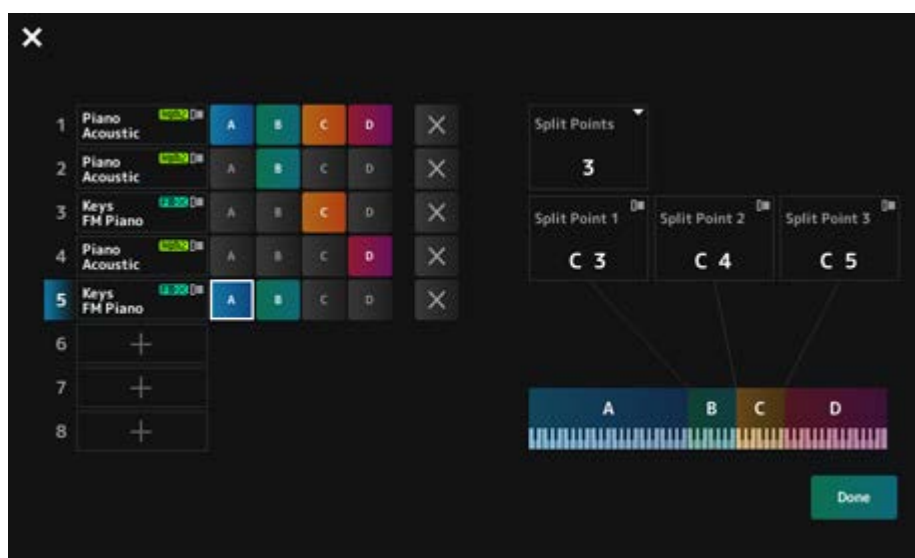 1 Piano Acoustic A B C D
2 Piano Acoustic A B C D
3 Keys FM Piano A B C D
4 Piano Acoustic A B C D
5 Keys FM Piano A B C D
6
7
8
Split Points
3
Split Point 1 Split Point 2 Split Point 3
C 3 C 4 C 5
A B C D
Done